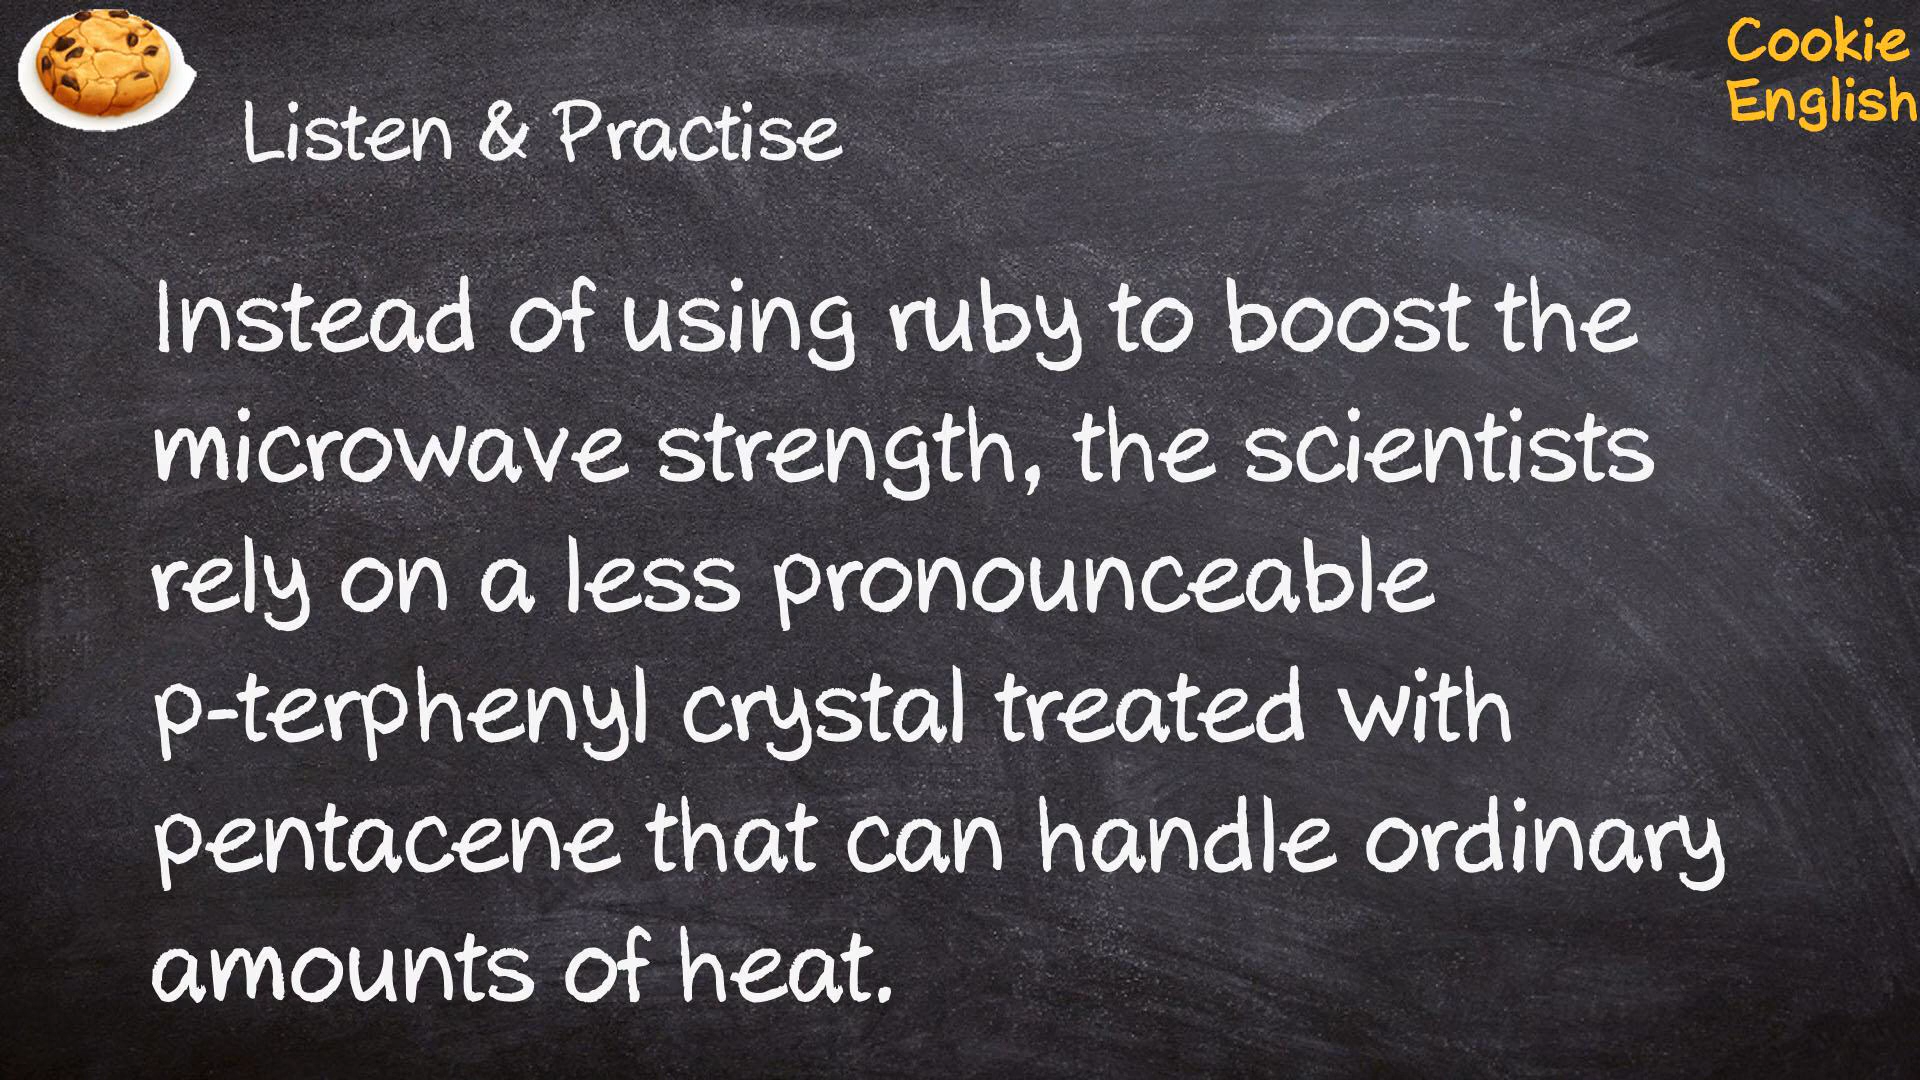 Cookie
English
Listen & Practise
Instead of using ruby to boost the
microwave strength, the scientists
rely on a less pronounceable
p-terphenyl crystal treated with
pentacene that can handle ordinary
amounts of heat.